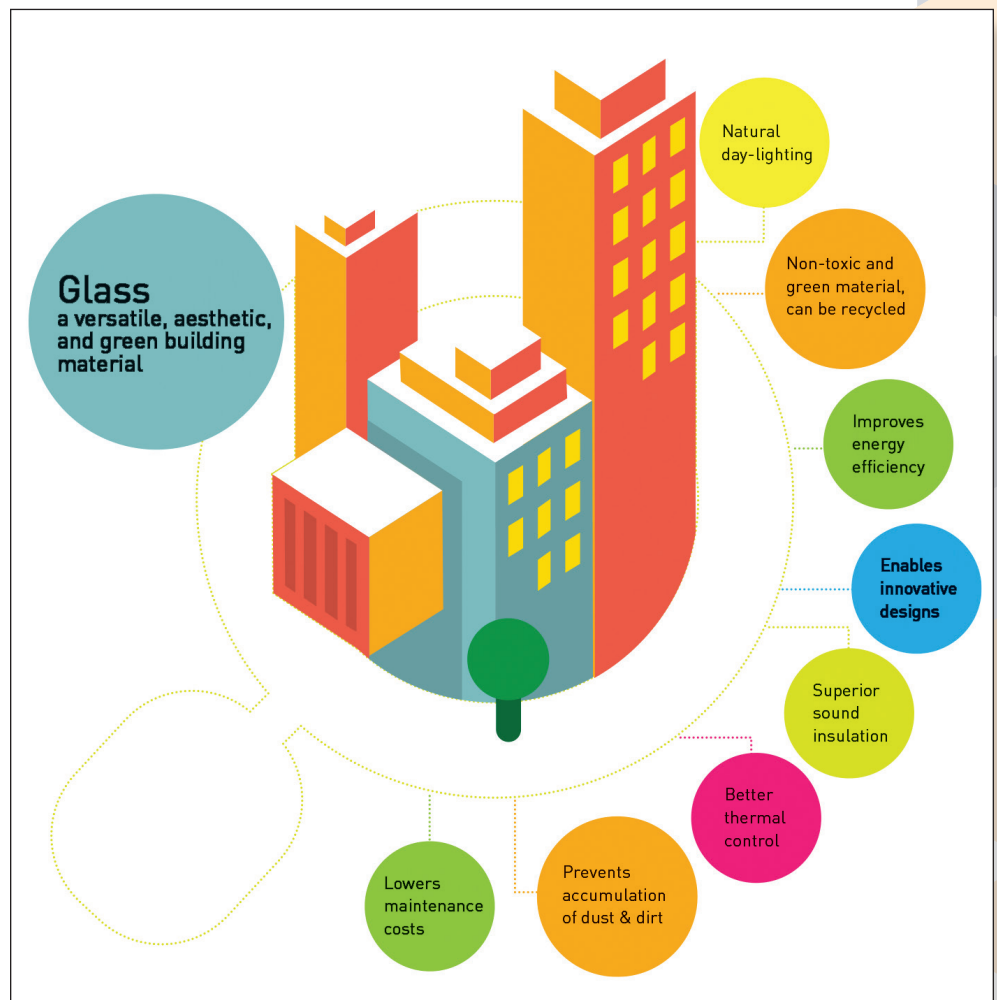 Glass
a versatile, aesthetic,
and green building
material
Natural
day-lighting
Non-toxic and
green material,
can be recycled
Improves
energy
efficiency
Enables
innovative
designs
Superior
sound
insulation
Better
thermal
control
Prevents
accumulation
of dust & dirt
Lowers
maintenance
costs